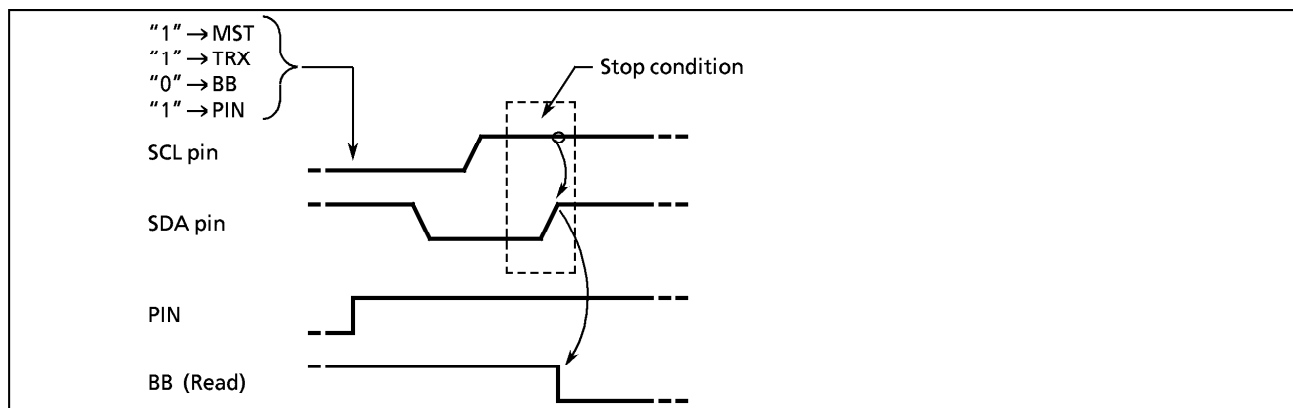 “1” → MST
“1” → TRX
“0” → BB
“1” → PIN
Stop condition
SCL pin
SDA pin
PIN
BB (Read)